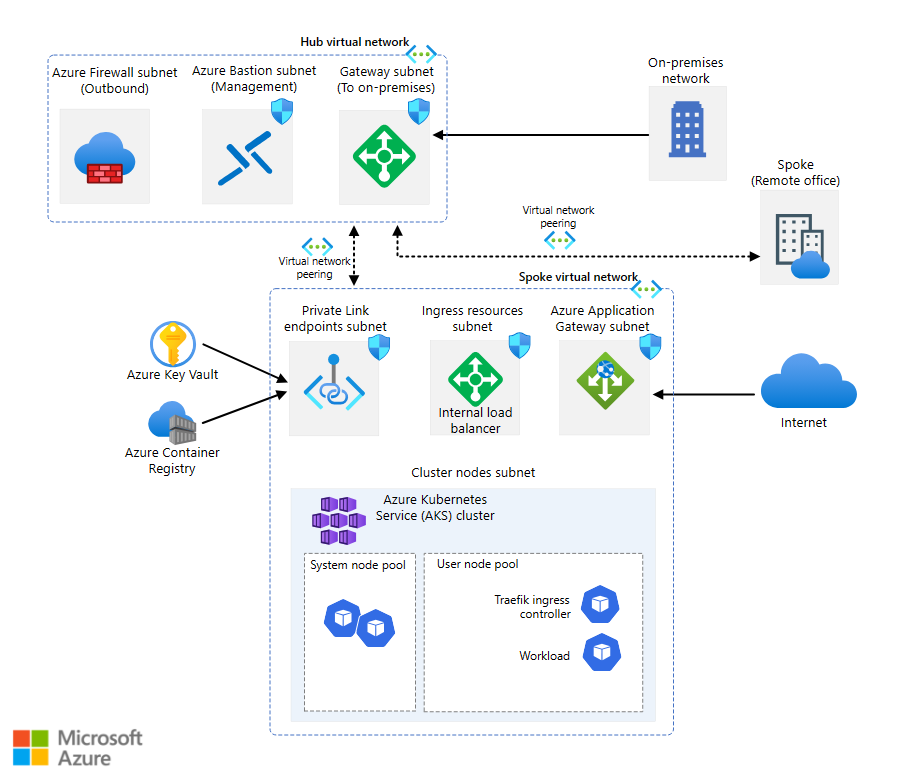 Hub virtual network
Azure Firewall subnet
(Outbound)
Azure Bastion subnet
(Management)
Gateway subnet
(To on-premises)
On-premises
network
Spoke
(Remote office)
Virtual network
peering
Virtual network
peering
Spoke virtual network
Private Link
endpoints subnet
Ingress resources
subnet
Azure Application
Gateway subnet
Azure Key Vault
Internal load
balancer
Internet
Azure Container
Registry
Cluster nodes subnet
Azure Kubernetes
Service (AKS) cluster
System node pool
User node pool
Traefik ingress
controller
Workload
Microsoft
Azure